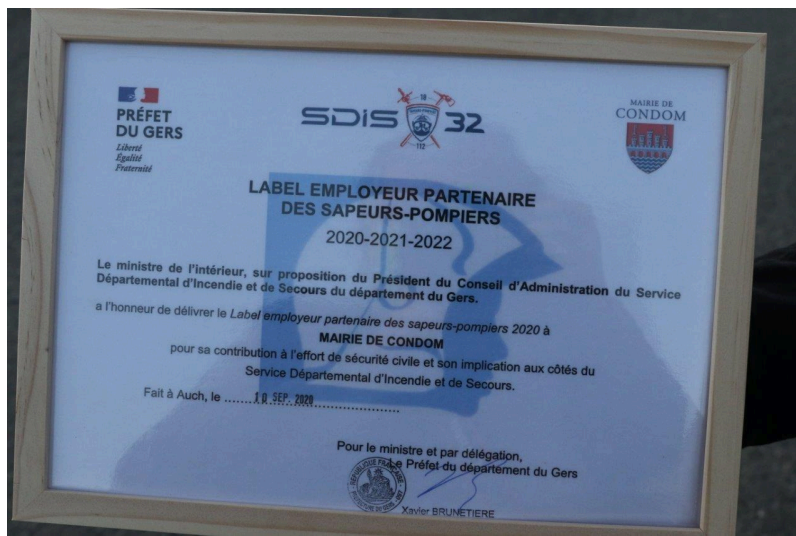 PRÉFET
DU GERS
Liberté
Égalité
Fraternité
18
SDIS 32
112
MAIRIE DE
CONDOM
LABEL EMPLOYEUR PARTENAIRE
DES SAPEURS-POMPIERS
2020-2021-2022
Le ministre de l'intérieur, sur proposition du Président du Conseil d'Administration du Service
Départemental d'Incendie et de Secours du département du Gers.
a l'honneur de délivrer le Label employeur partenaire des sapeurs-pompiers 2020 à
MAIRIE DE CONDOM
pour sa contribution à l'effort de sécurité civile et son implication aux côtés du
Service Départemental d'Incendie et de Secours.
Fait à Auch, le ...... 10 SEP. 2020 ......................
Pour le ministre et par délégation,
Le Préfet du département du Gers
Xavier BRUNETIERE